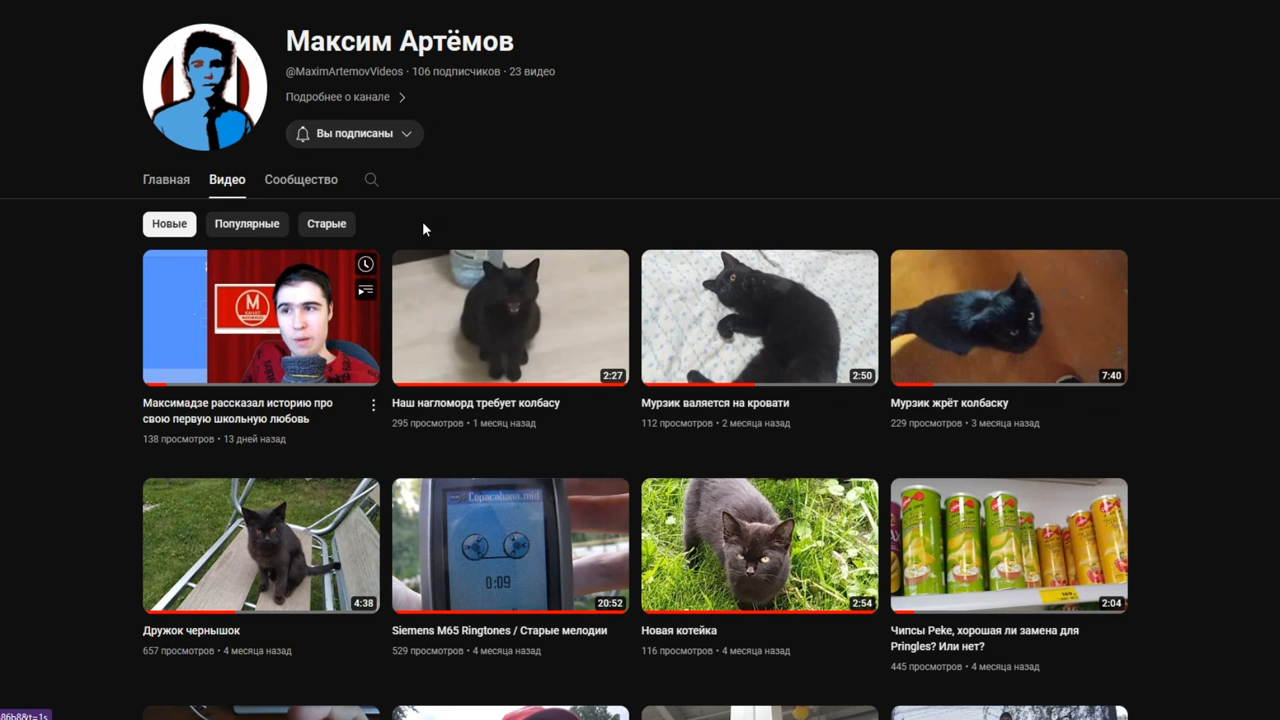 Максим Артёмов
@MaximArtemovVideos · 106 подписчиков · 23 видео
Подробнее о канале
Вы подписаны
Главная Видео Сообщество
Новые Популярные Старые
М
2:27
2:50
7:40
Максимадзе рассказал историю про
свою первую школьную любовь
138 просмотров • 13 дней назад
Наш нагломорд требует колбасу
295 просмотров • 1 месяц назад
Мурзик валяется на кровати
112 просмотров • 2 месяца назад
Мурзик жрёт колбаску
229 просмотров • 3 месяца назад
Copacabana.mid
0:09
4:38
20:52
2:54
2:04
Дружок чернышок
657 просмотров • 4 месяца назад
Siemens M65 Ringtones / Старые мелодии
529 просмотров • 4 месяца назад
Новая котейка
116 просмотров • 4 месяца назад
Чипсы Peke, хорошая ли замена для
Pringles? Или нет?
445 просмотров • 4 месяца назад
86b8&t=1s